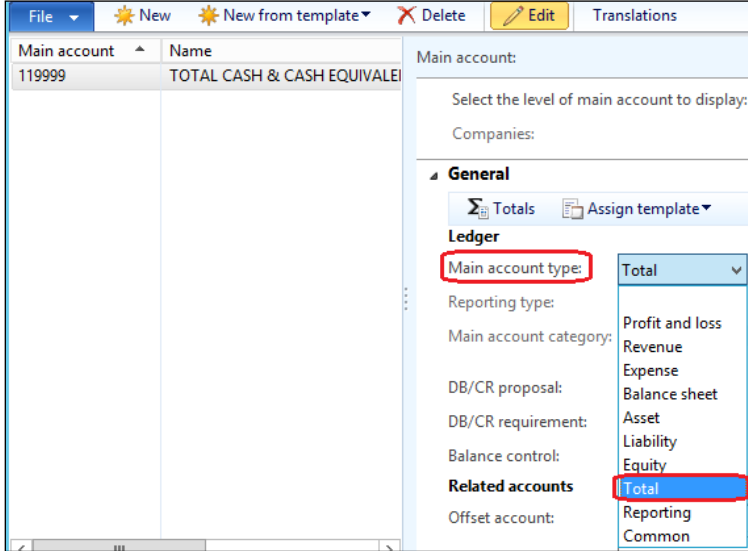 File New New from template Delete Edit Translations
Main account Name
119999 TOTAL CASH & CASH EQUIVALE
Main account:
Select the level of main account to display:
Companies:
General
Totals Assign template
Ledger
Main account type: Total
Reporting type:
Main account category:
DB/CR proposal:
DB/CR requirement:
Balance control:
Related accounts
Offset account:
Profit and loss
Revenue
Expense
Balance sheet
Asset
Liability
Equity
Total
Reporting
Common